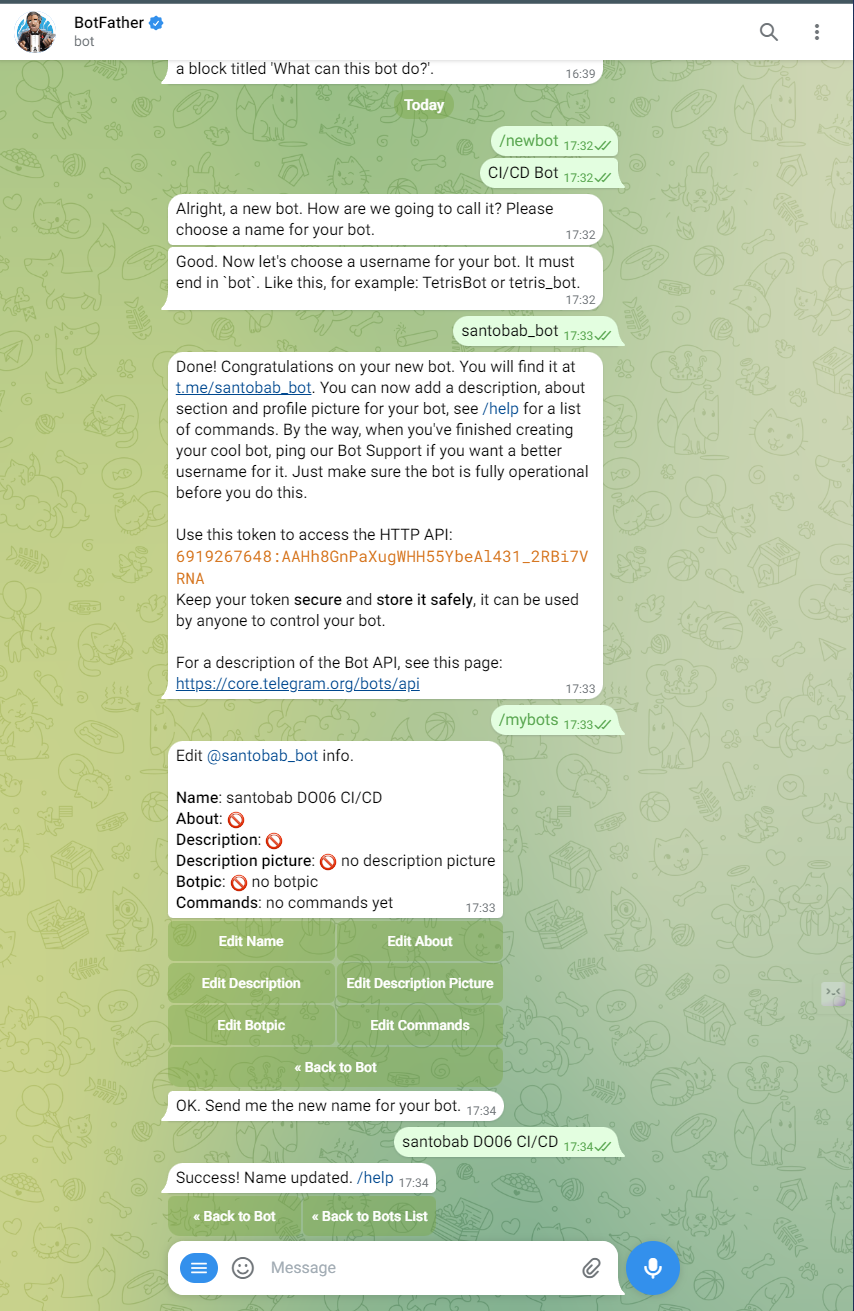 BotFather
bot
a block titled 'What can this bot do?'.
16:39
Today
/newbot 17:32
CI/CD Bot 17:32
Alright, a new bot. How are we going to call it? Please
choose a name for your bot.
17:32
Good. Now let's choose a username for your bot. It must
end in `bot`. Like this, for example: TetrisBot or tetris_bot.
17:32
santobab_bot 17:33
Done! Congratulations on your new bot. You will find it at
t.me/santobab_bot. You can now add a description, about
section and profile picture for your bot, see /help for a list
of commands. By the way, when you've finished creating
your cool bot, ping our Bot Support if you want a better
username for it. Just make sure the bot is fully operational
before you do this.
Use this token to access the HTTP API:
6919267648:AAHh8GnPaXugWHH55YbeAl431_2RBi7V
RNA
Keep your token secure and store it safely, it can be used
by anyone to control your bot.
For a description of the Bot API, see this page:
https://core.telegram.org/bots/api
17:33
/mybots 17:33
Edit @santobab_bot info.
Name: santobab DO06 CI/CD
About: 🚫
Description: 🚫
Description picture: 🚫 no description picture
Botpic: 🚫 no botpic
Commands: no commands yet
17:33
Edit Name
Edit About
Edit Description
Edit Description Picture
Edit Botpic
Edit Commands
« Back to Bot
OK. Send me the new name for your bot. 17:34
santobab DO06 CI/CD 17:34
Success! Name updated. /help 17:34
« Back to Bot
« Back to Bots List
Message